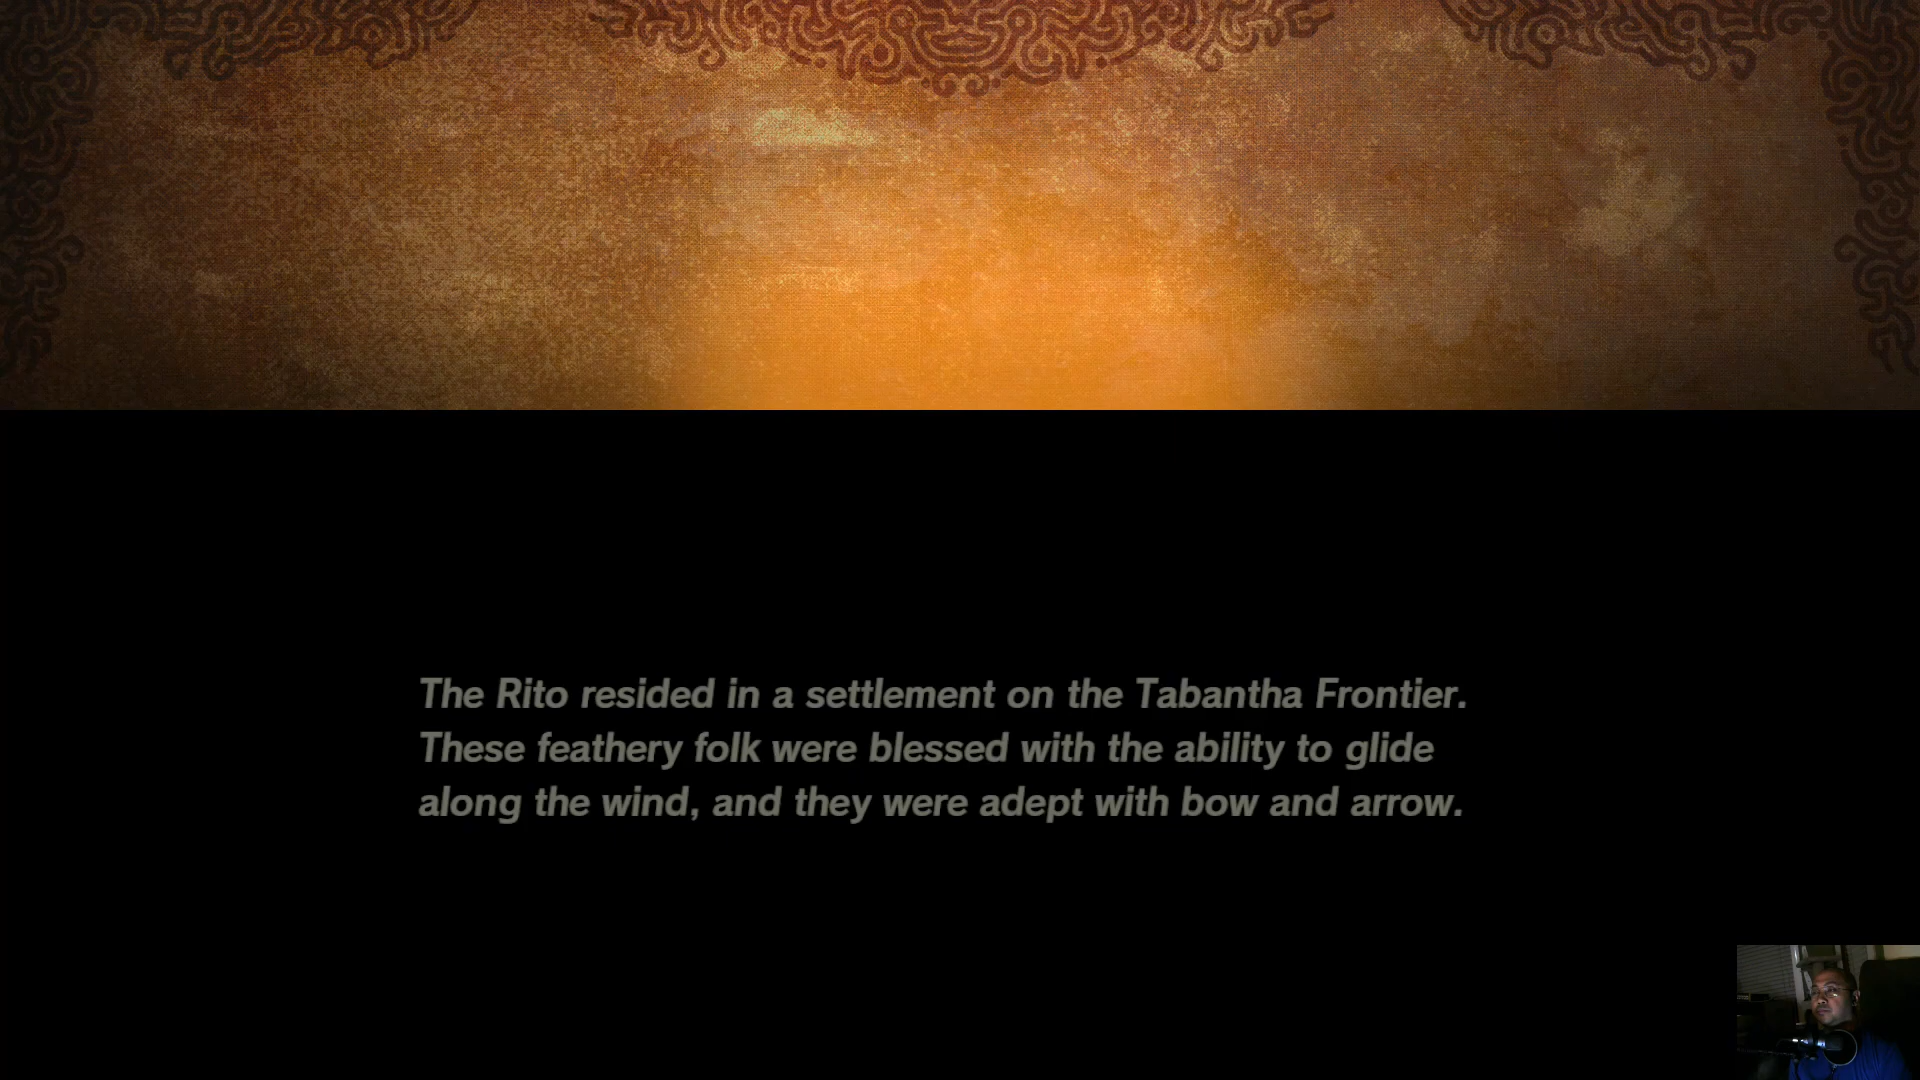 The Rito resided in a settlement on the Tabantha Frontier.
These feathery folk were blessed with the ability to glide
along the wind, and they were adept with bow and arrow.